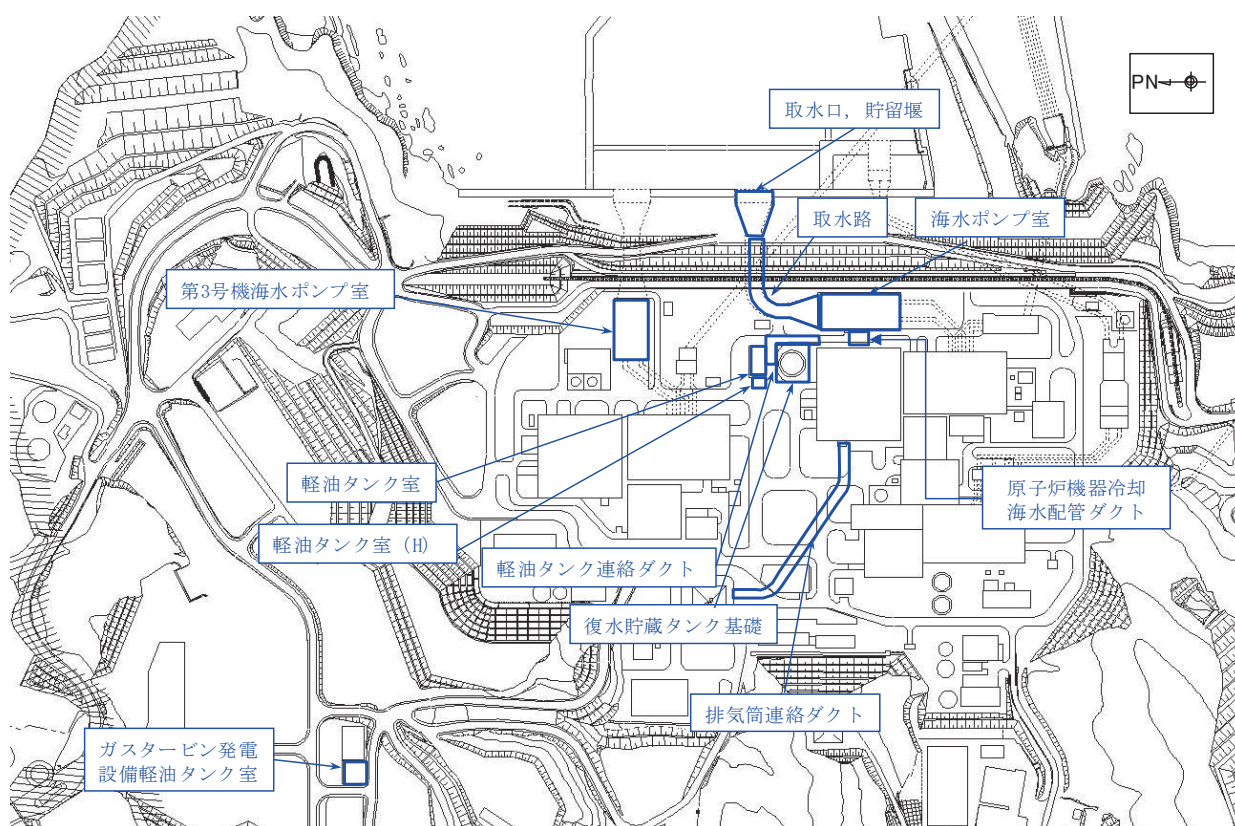 PN
取水口，貯留堰
取水路
海水ポンプ室
第3号機海水ポンプ室
軽油タンク室
原子炉機器冷却
海水配管ダクト
軽油タンク室（H）
軽油タンク連絡ダクト
復水貯蔵タンク基礎
排気筒連絡ダクト
ガスタービン発電
設備軽油タンク室